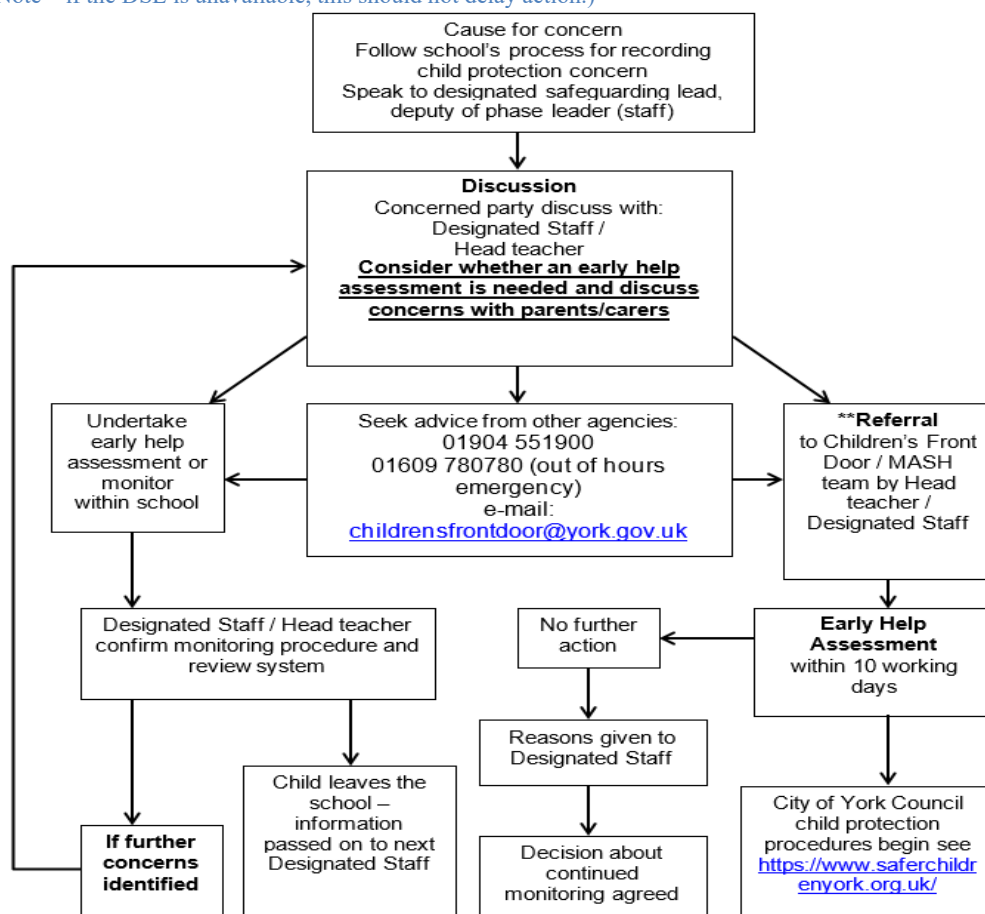 Note – if the DSL is unavailable, this should not delay action.)
Cause for concern
Follow school's process for recording
child protection concern
Speak to designated safeguarding lead,
deputy of phase leader (staff)
Discussion
Concerned party discuss with:
Designated Staff /
Head teacher
Consider whether an early help
assessment is needed and discuss
concerns with parents/carers
Undertake
early help
assessment or
monitor
within school
Seek advice from other agencies:
01904 551900
01609 780780 (out of hours
emergency)
e-mail:
childrensfrontdoor@york.gov.uk
**Referral
to Children's Front
Door / MASH
team by Head
teacher /
Designated Staff
Designated Staff / Head teacher
confirm monitoring procedure and
review system
No further
action
Early Help
Assessment
within 10 working
days
Reasons given to
Designated Staff
Child leaves the
school –
information
passed on to next
Designated Staff
If further
concerns
identified
Decision about
continued
monitoring agreed
City of York Council
child protection
procedures begin see
https://www.saferchildr
enyork.org.uk/